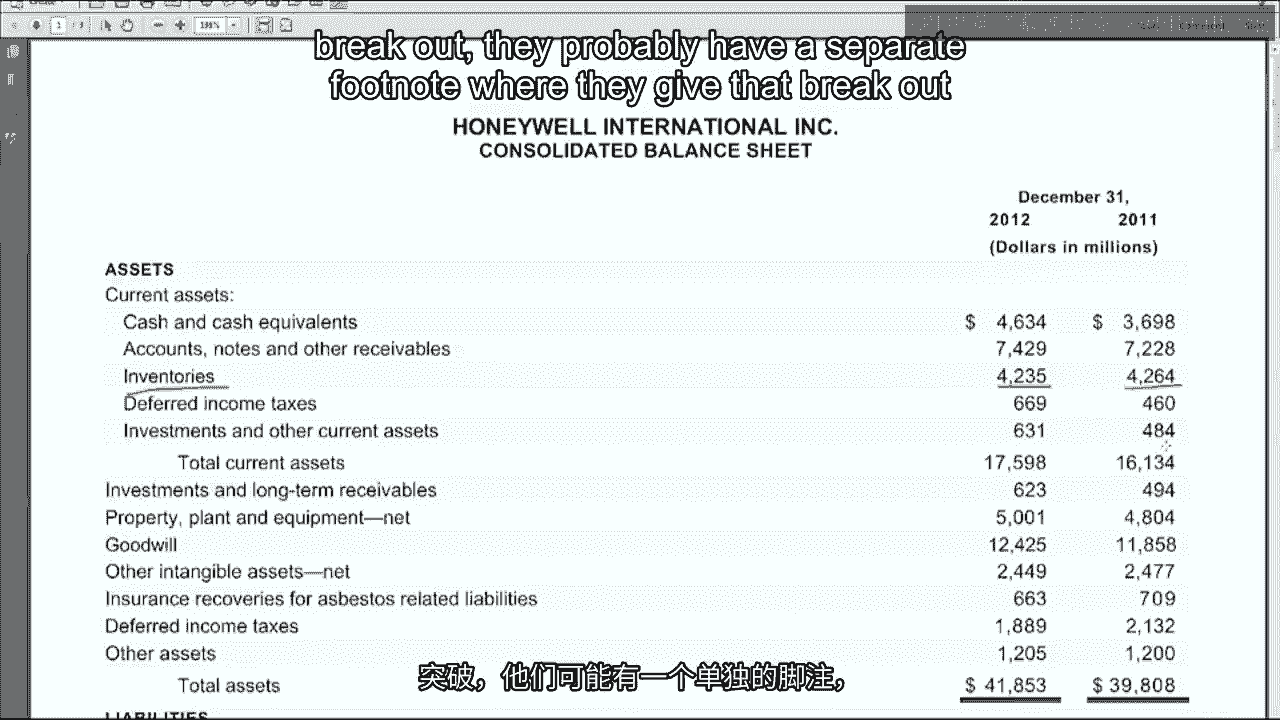 break out, they probably have a separate
footnote where they give that break out
HONEYWELL INTERNATIONAL INC.
CONSOLIDATED BALANCE SHEET
December 31,
2012 2011
(Dollars in millions)
ASSETS
Current assets:
Cash and cash equivalents $ 4,634 $ 3,698
Accounts, notes and other receivables 7,429 7,228
Inventories 4,235 4,264
Deferred income taxes 669 460
Investments and other current assets 631 484
Total current assets 17,598 16,134
Investments and long-term receivables 623 494
Property, plant and equipment—net 5,001 4,804
Goodwill 12,425 11,858
Other intangible assets—net 2,449 2,477
Insurance recoveries for asbestos related liabilities 663 709
Deferred income taxes 1,889 2,132
Other assets 1,205 1,200
突破，他们可能有一个单独的脚注，
Total assets $ 41,853 $ 39,808
LIABILITIES